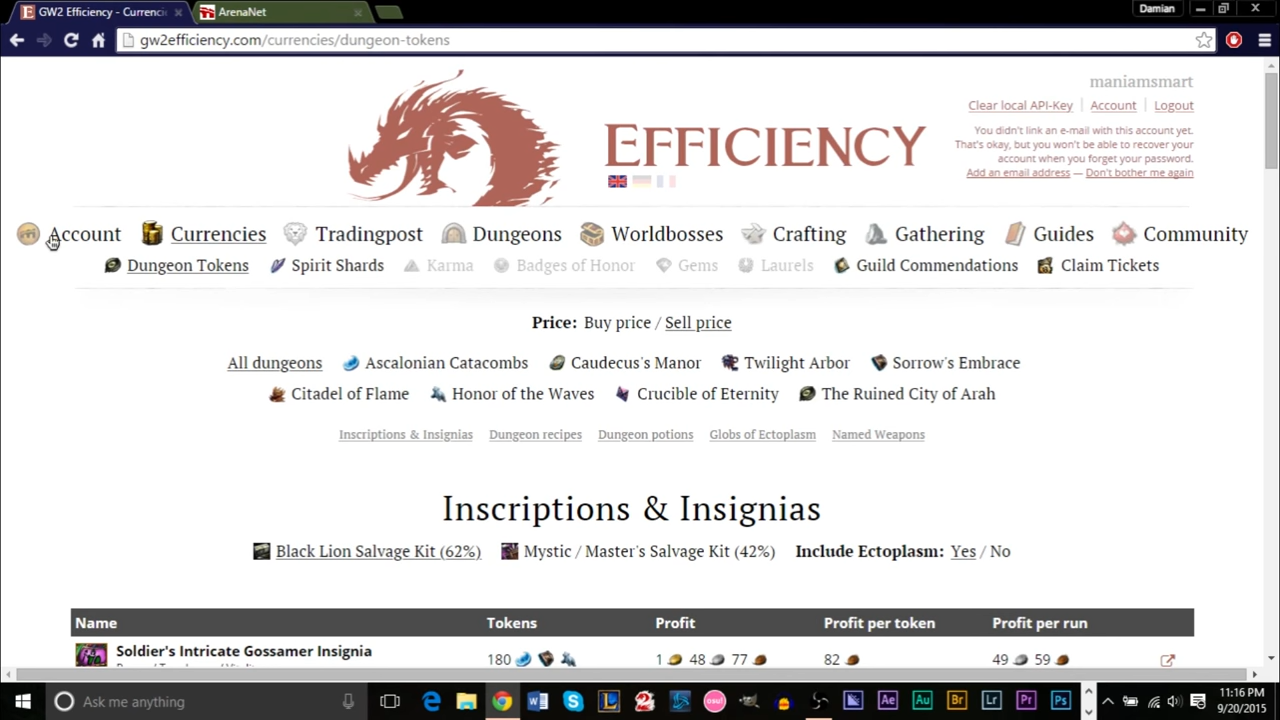 GW2 Efficiency - Currenci
ArenaNet
Damian
gw2efficiency.com/currencies/dungeon-tokens
maniamsmart
Clear local API-Key | Account | Logout
EFFICIENCY
You didn't link an e-mail with this account yet.
That's okay, but you won't be able to recover your
account when you forget your password.
Add an email address — Don't bother me again
Account Currencies Tradingpost Dungeons Worldbosses Crafting Gathering Guides Community
Dungeon Tokens Spirit Shards Karma Badges of Honor Gems Laurels Guild Commendations Claim Tickets
Price: Buy price / Sell price
All dungeons Ascalonian Catacombs Caudecus's Manor Twilight Arbor Sorrow's Embrace
Citadel of Flame Honor of the Waves Crucible of Eternity The Ruined City of Arah
Inscriptions & Insignias Dungeon recipes Dungeon potions Globs of Ectoplasm Named Weapons
Inscriptions & Insignias
Black Lion Salvage Kit (62%) Mystic / Master's Salvage Kit (42%) Include Ectoplasm: Yes / No
Name Tokens Profit Profit per token Profit per run
Soldier's Intricate Gossamer Insignia
180 1 48 77 82 49 59
Ask me anything
11:16 PM
9/20/2015